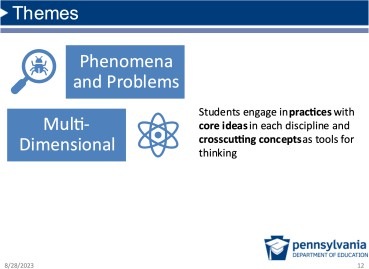 Themes
Phenomena
and Problems
Multi-
Dimensional
Students engage in practices with
core ideas in each discipline and
crosscutting concepts as tools for
thinking
pennsylvania
DEPARTMENT OF EDUCATION
8/28/2023
12